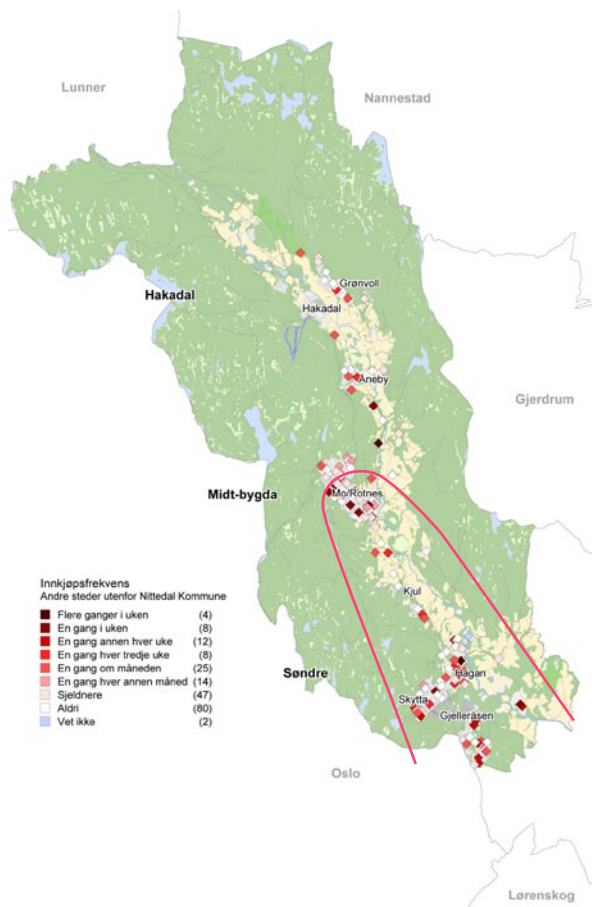 Lunner
Nannestad
Grønvoll
Hakadal
Hakadal
Åneby
Gjerdrum
Midt-bygda
Mo/Rotnes
Innkjøpsfrekvens
Andre steder utenfor Nittedal Kommune
Flere ganger i uken (4)
En gang i uken (8)
En gang annen hver uke (12)
En gang hver tredje uke (8)
En gang om måneden (25)
En gang hver annen måned (14)
Sjeldnere (47)
Aldri (80)
Vet ikke (2)
Kjul
Søndre
Hagan
Skytta
Gjelleråsen
Oslo
Lørenskog